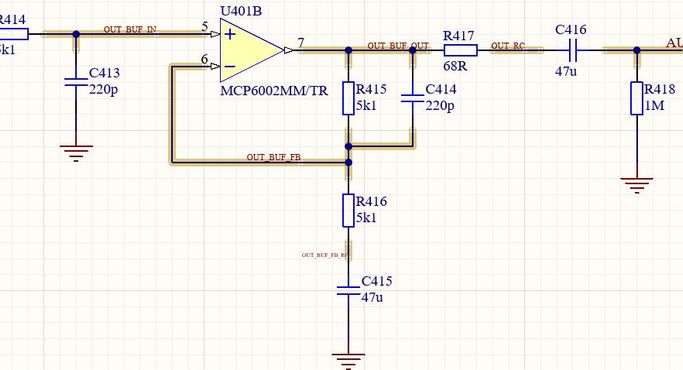 R414
5k1
OUT_BUF_IN
C413
220p
U401B
5
6
7
MCP6002MM/TR
OUT_BUF_OUT
R417
68R
OUT_RC
C416
47u
AU
R418
1M
R415
5k1
C414
220p
OUT_BUF_FB
R416
5k1
C415
47u